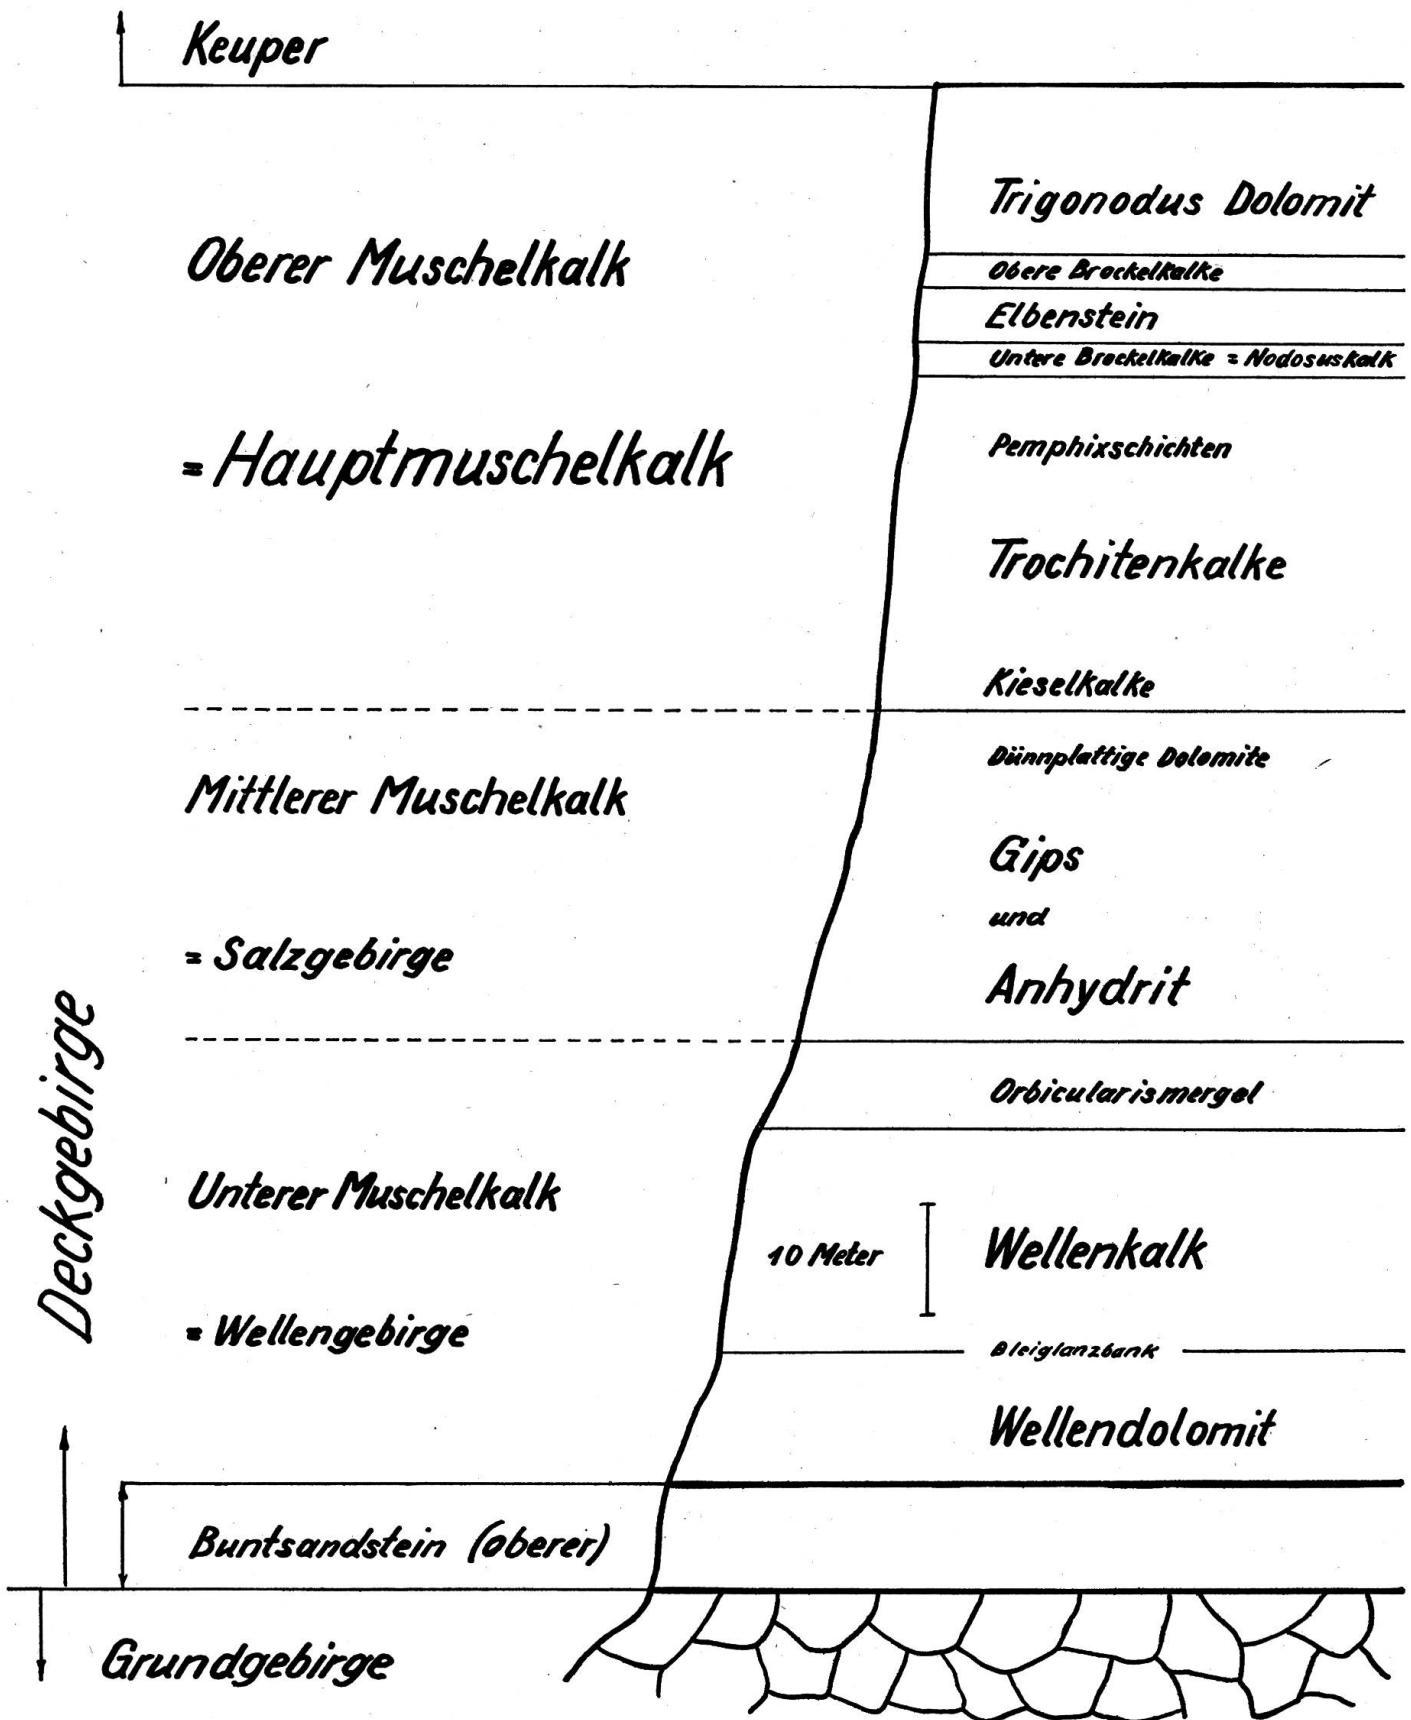 Keuper
Trigonodus Dolomit
Oberer Muschelkalk
Obere Brockelkalke
Elbenstein
Untere Brockelkalke = Nodosuskalk
= Hauptmuschelkalk
Pemphixschichten
Trochitenkalke
Kieselkalke
Dünnplattige Dolomite
Mittlerer Muschelkalk
Gips
und
= Salzgebirge
Anhydrit
Deckgebirge
Orbicularismergel
Unterer Muschelkalk
10 Meter
Wellenkalk
= Wellengebirge
Bleiglanzbank
Wellendolomit
Buntsandstein (oberer)
Grundgebirge